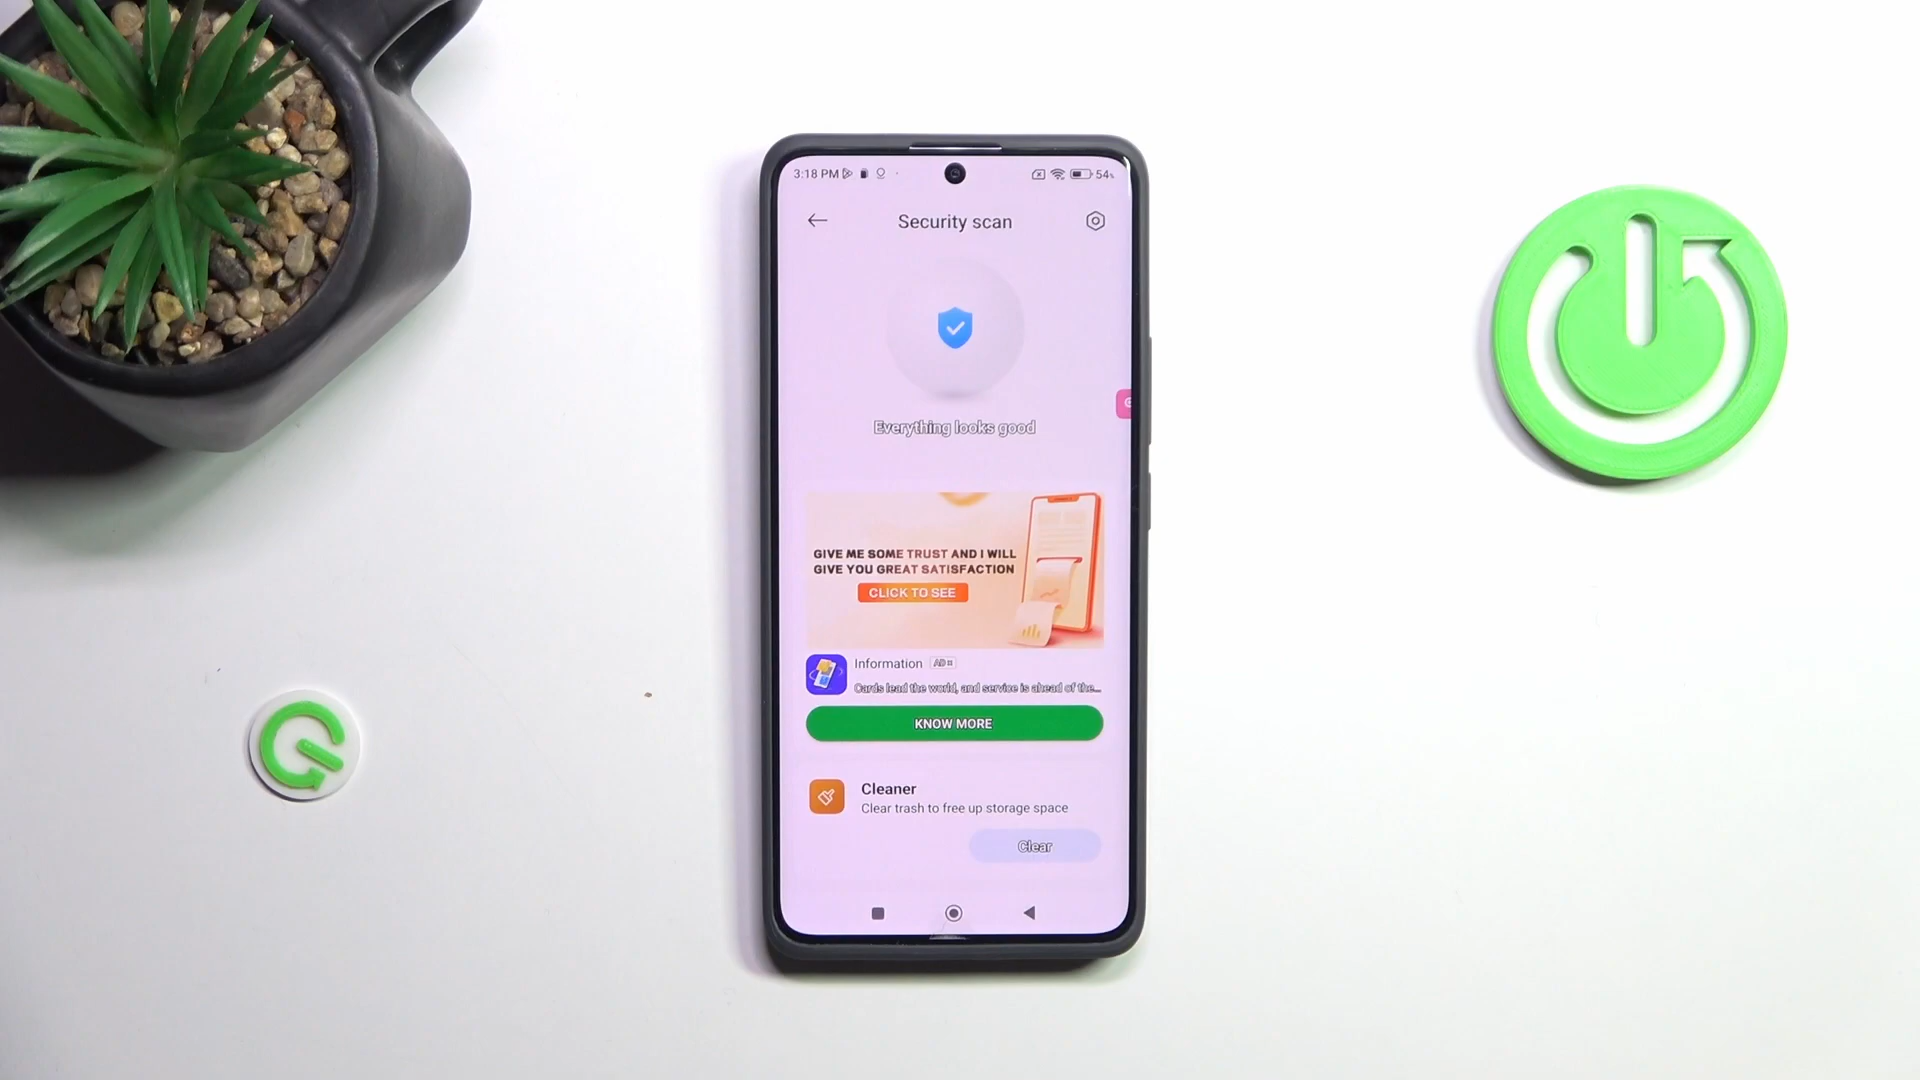 3:18 PM
54%
Security scan
Everything looks good
GIVE ME SOME TRUST AND I WILL
GIVE YOU GREAT SATISFACTION
CLICK TO SEE
Information AD
Cards lead the world, and service is ahead of the...
KNOW MORE
Cleaner
Clear trash to free up storage space
Clear